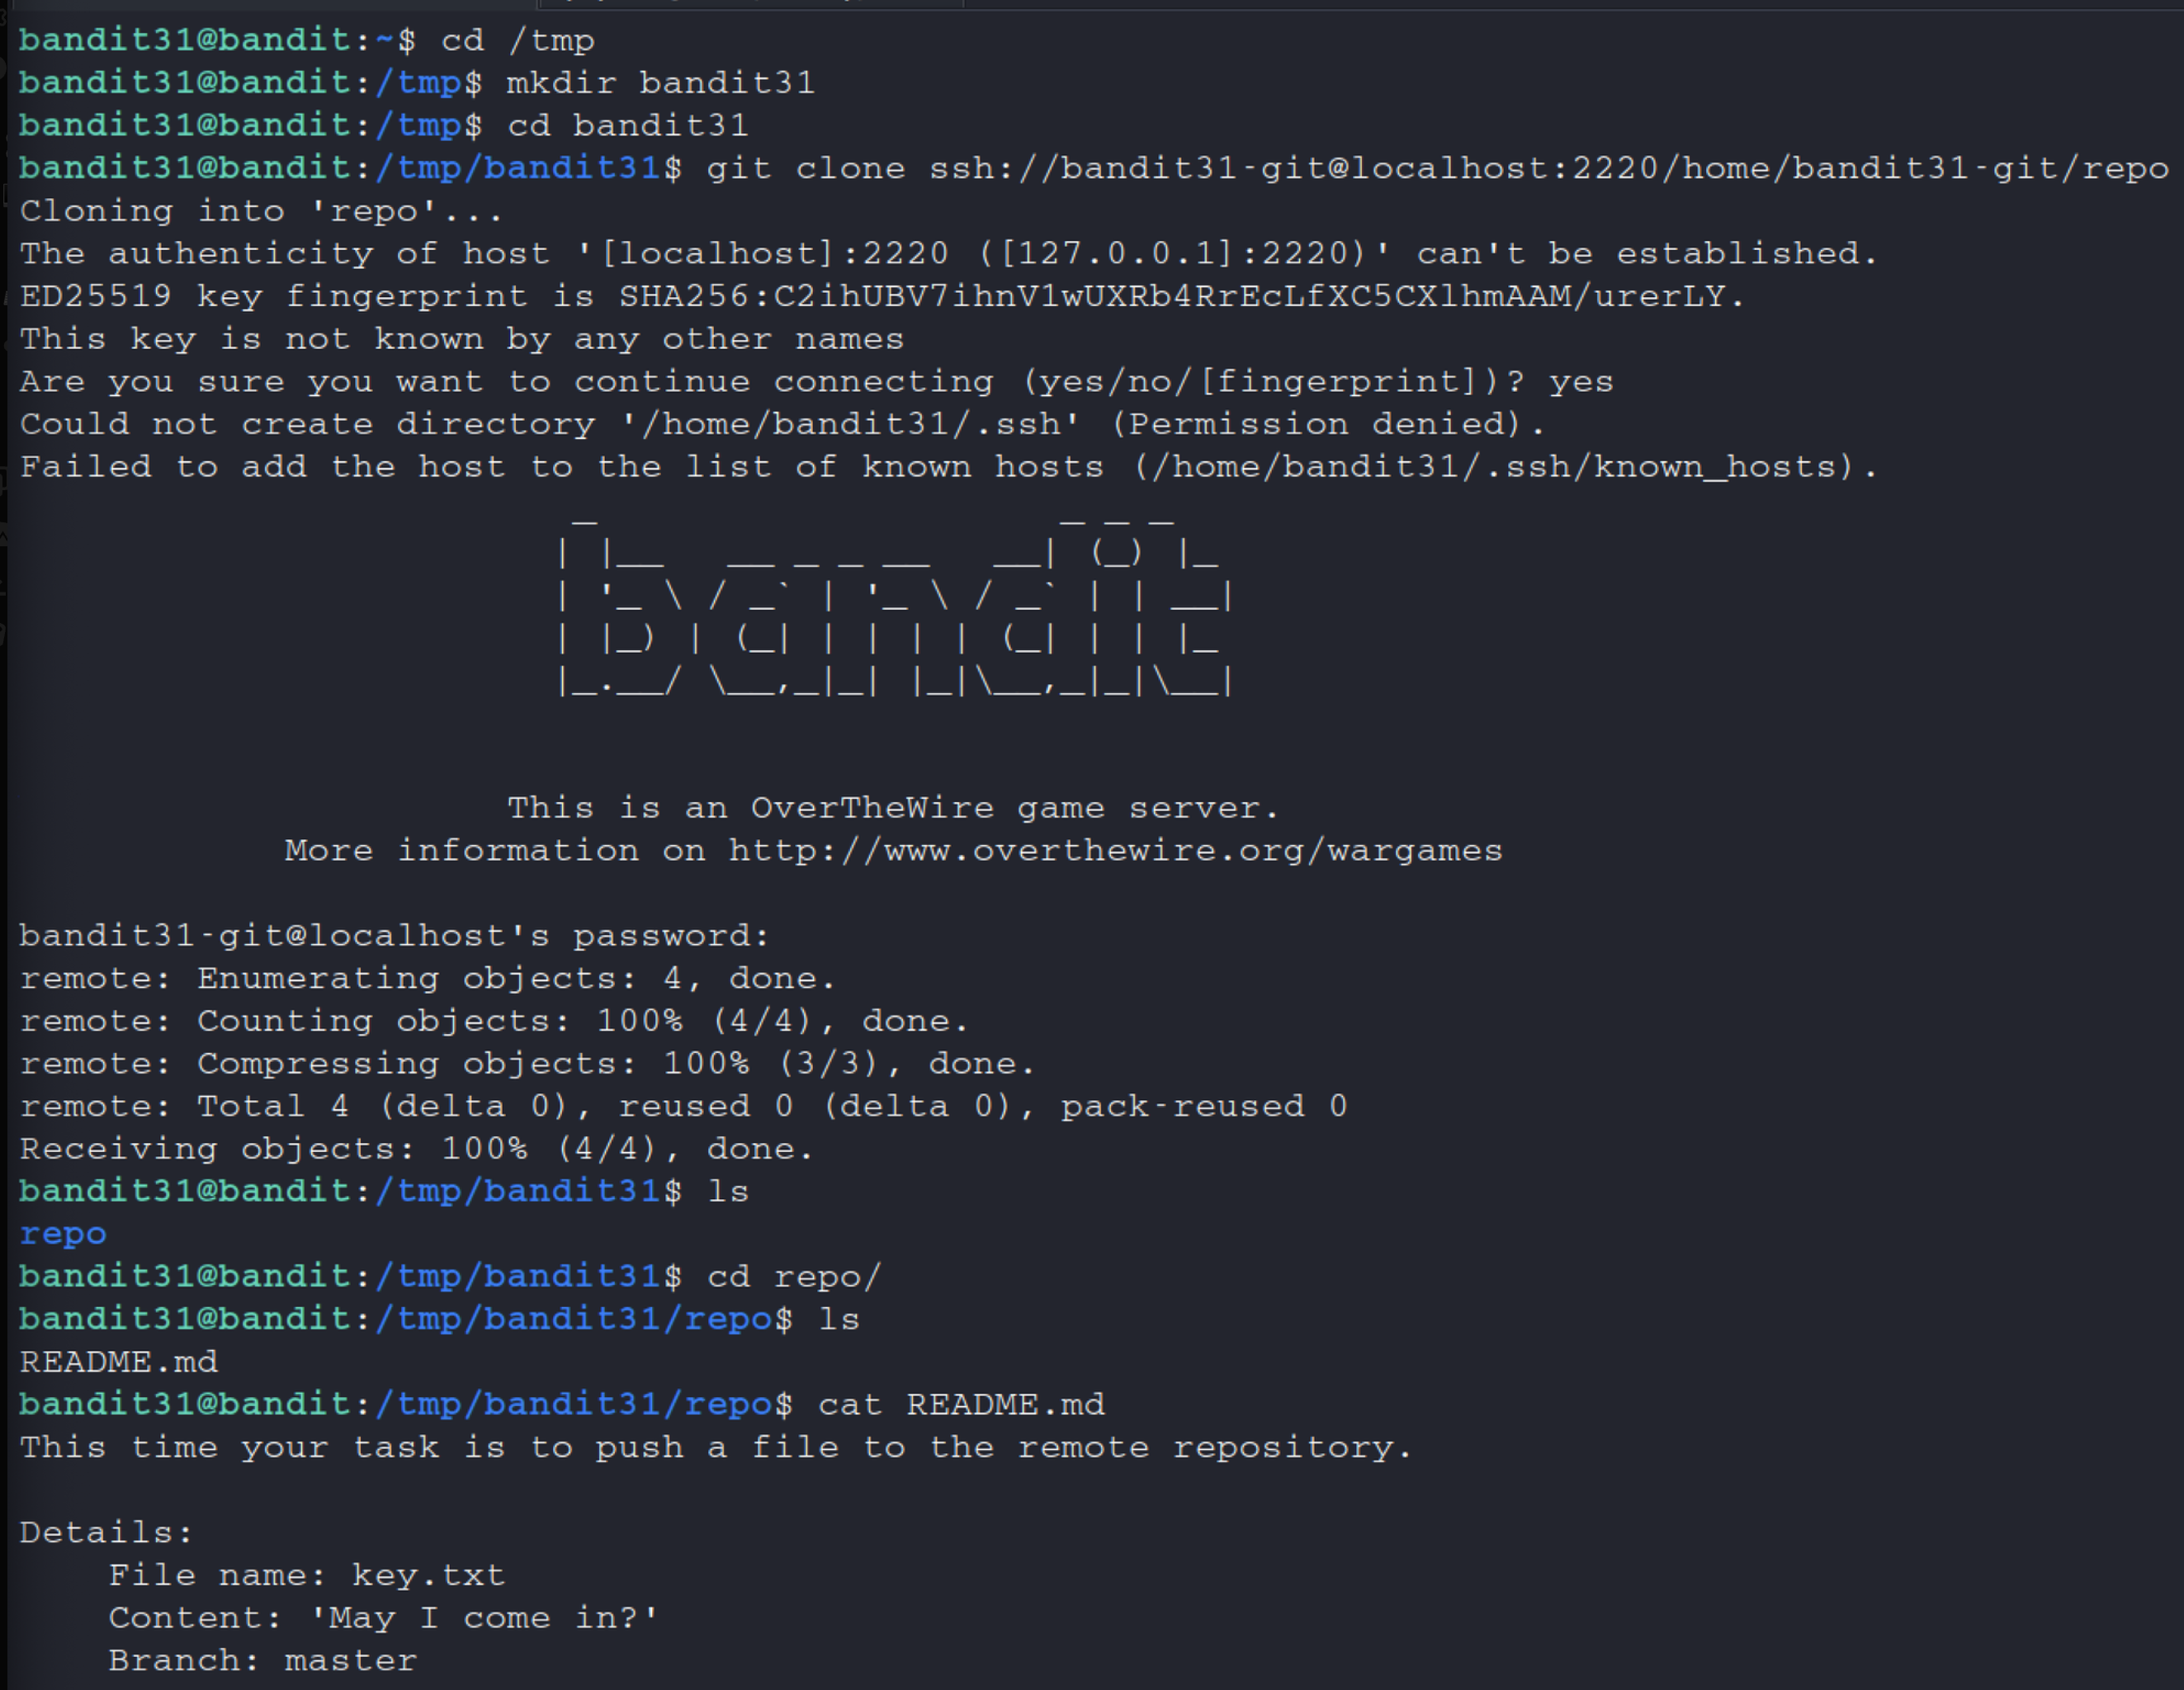 bandit31@bandit:~$ cd /tmp
bandit31@bandit:/tmp$ mkdir bandit31
bandit31@bandit:/tmp$ cd bandit31
bandit31@bandit:/tmp/bandit31$ git clone ssh://bandit31-git@localhost:2220/home/bandit31-git/repo
Cloning into 'repo'...
The authenticity of host '[localhost]:2220 ([127.0.0.1]:2220)' can't be established.
ED25519 key fingerprint is SHA256:C2ihUBV7ihnV1wUXRb4RrEcLfXC5CXlhmAAM/urerLY.
This key is not known by any other names
Are you sure you want to continue connecting (yes/no/[fingerprint])? yes
Could not create directory '/home/bandit31/.ssh' (Permission denied).
Failed to add the host to the list of known hosts (/home/bandit31/.ssh/known_hosts).
bandit
This is an OverTheWire game server.
More information on http://www.overthewire.org/wargames
bandit31-git@localhost's password:
remote: Enumerating objects: 4, done.
remote: Counting objects: 100% (4/4), done.
remote: Compressing objects: 100% (3/3), done.
remote: Total 4 (delta 0), reused 0 (delta 0), pack-reused 0
Receiving objects: 100% (4/4), done.
bandit31@bandit:/tmp/bandit31$ ls
repo
bandit31@bandit:/tmp/bandit31$ cd repo/
bandit31@bandit:/tmp/bandit31/repo$ ls
README.md
bandit31@bandit:/tmp/bandit31/repo$ cat README.md
This time your task is to push a file to the remote repository.
Details:
File name: key.txt
Content: 'May I come in?'
Branch: master